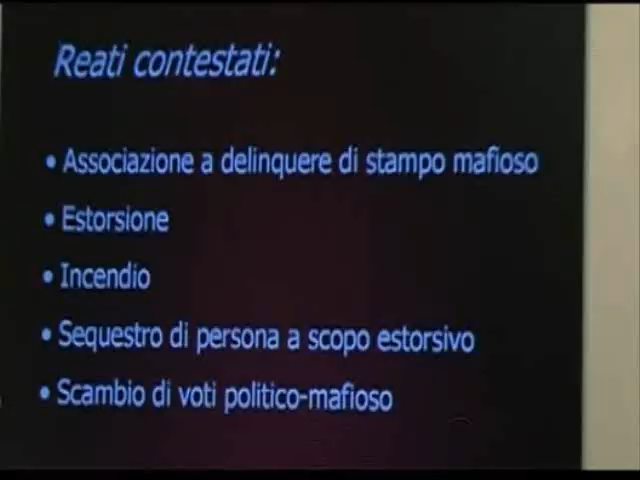 Reati contestati:
• Associazione a delinquere di stampo mafioso
• Estorsione
• Incendio
• Sequestro di persona a scopo estorsivo
• Scambio di voti politico-mafioso